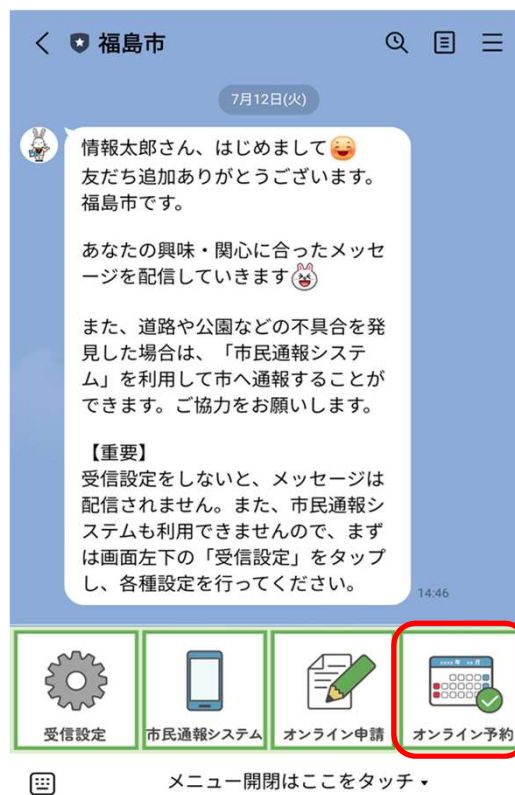 福島市
7月12日(火)
情報太郎さん、はじめまして
友だち追加ありがとうございます。
福島市です。
あなたの興味・関心に合ったメッセ
ージを配信していきます
また、道路や公園などの不具合を発
見した場合は、「市民通報システ
ム」を利用して市へ通報することが
できます。ご協力をお願いします。
【重要】
受信設定をしないと、メッセージは
配信されません。また、市民通報シ
ステムも利用できませんので、まず
は画面左下の「受信設定」をタップ
し、各種設定を行ってください。
14:46
受信設定
市民通報システム
オンライン申請
オンライン予約
メニュー開閉はここをタッチ